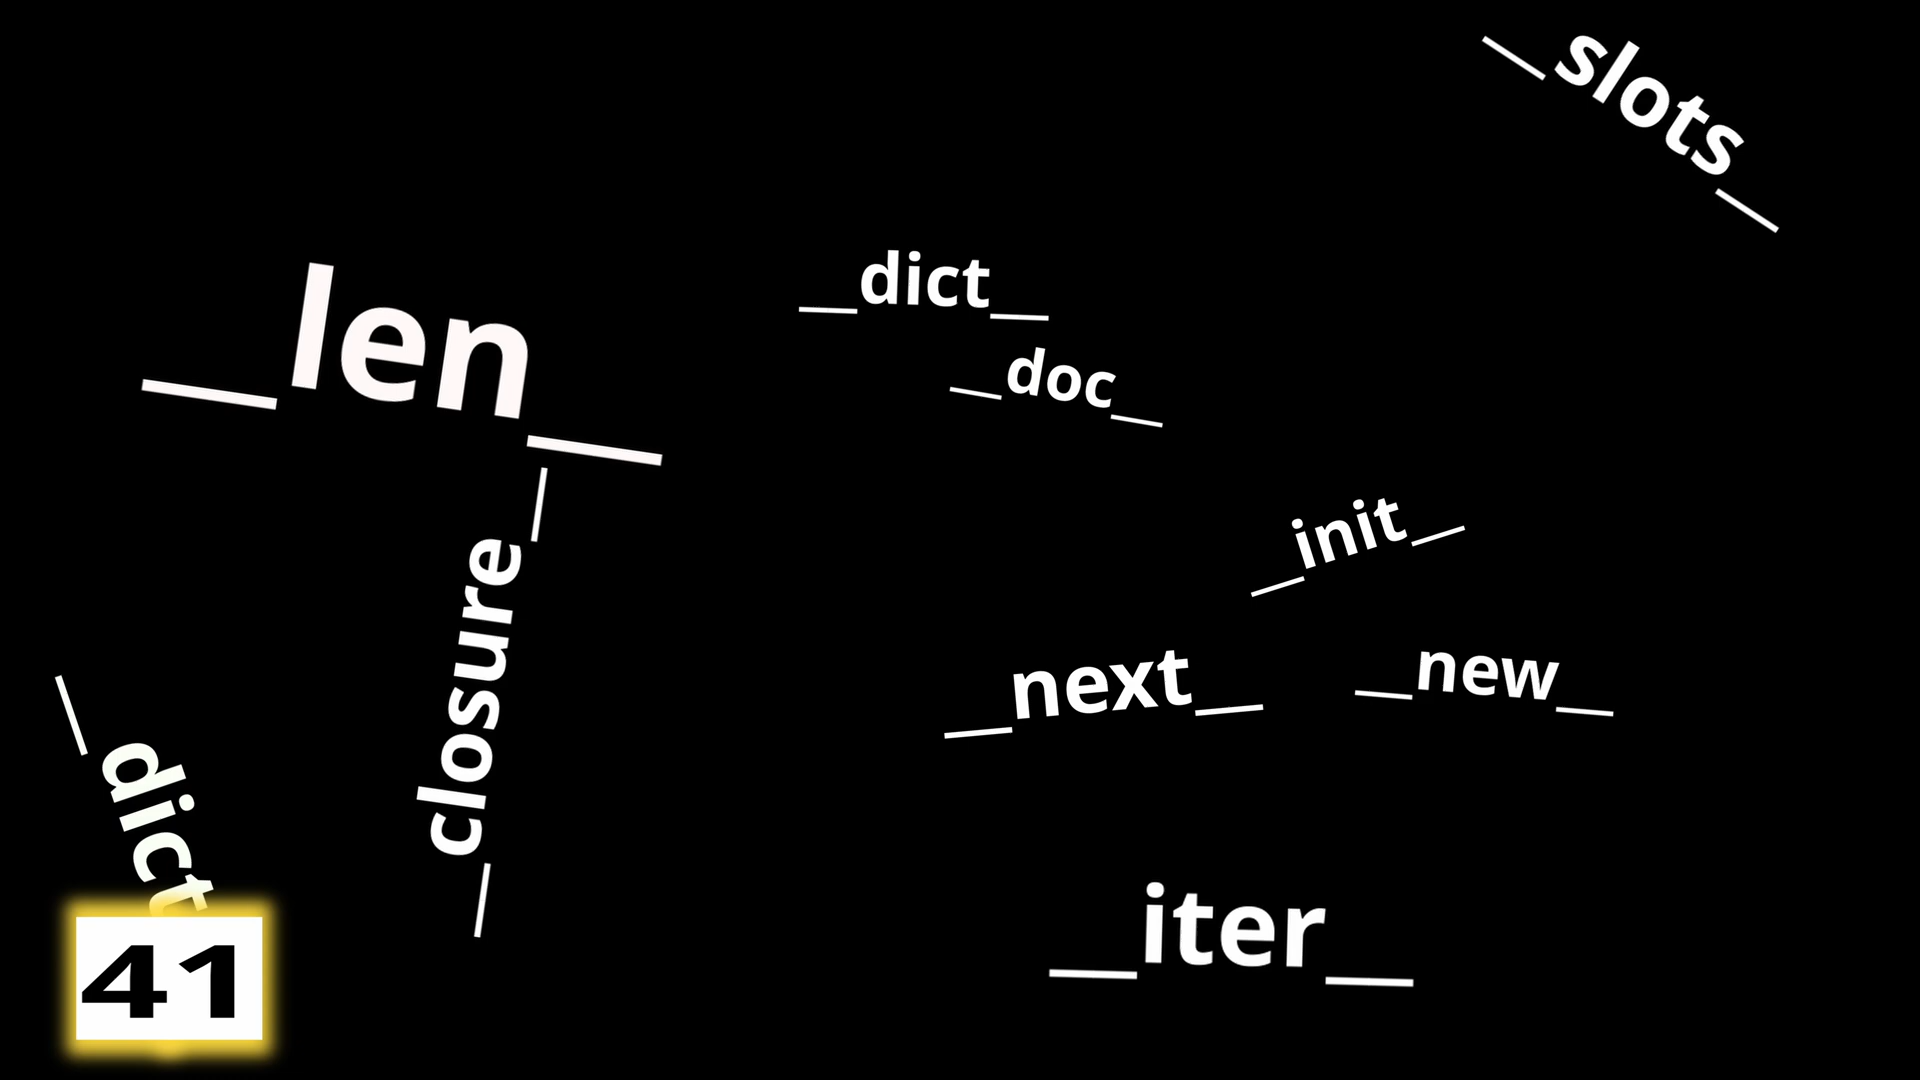 __slots__
__dict__
__len__
__doc__
__closure__
__init__
__next__
__new__
__dict
__iter__
41